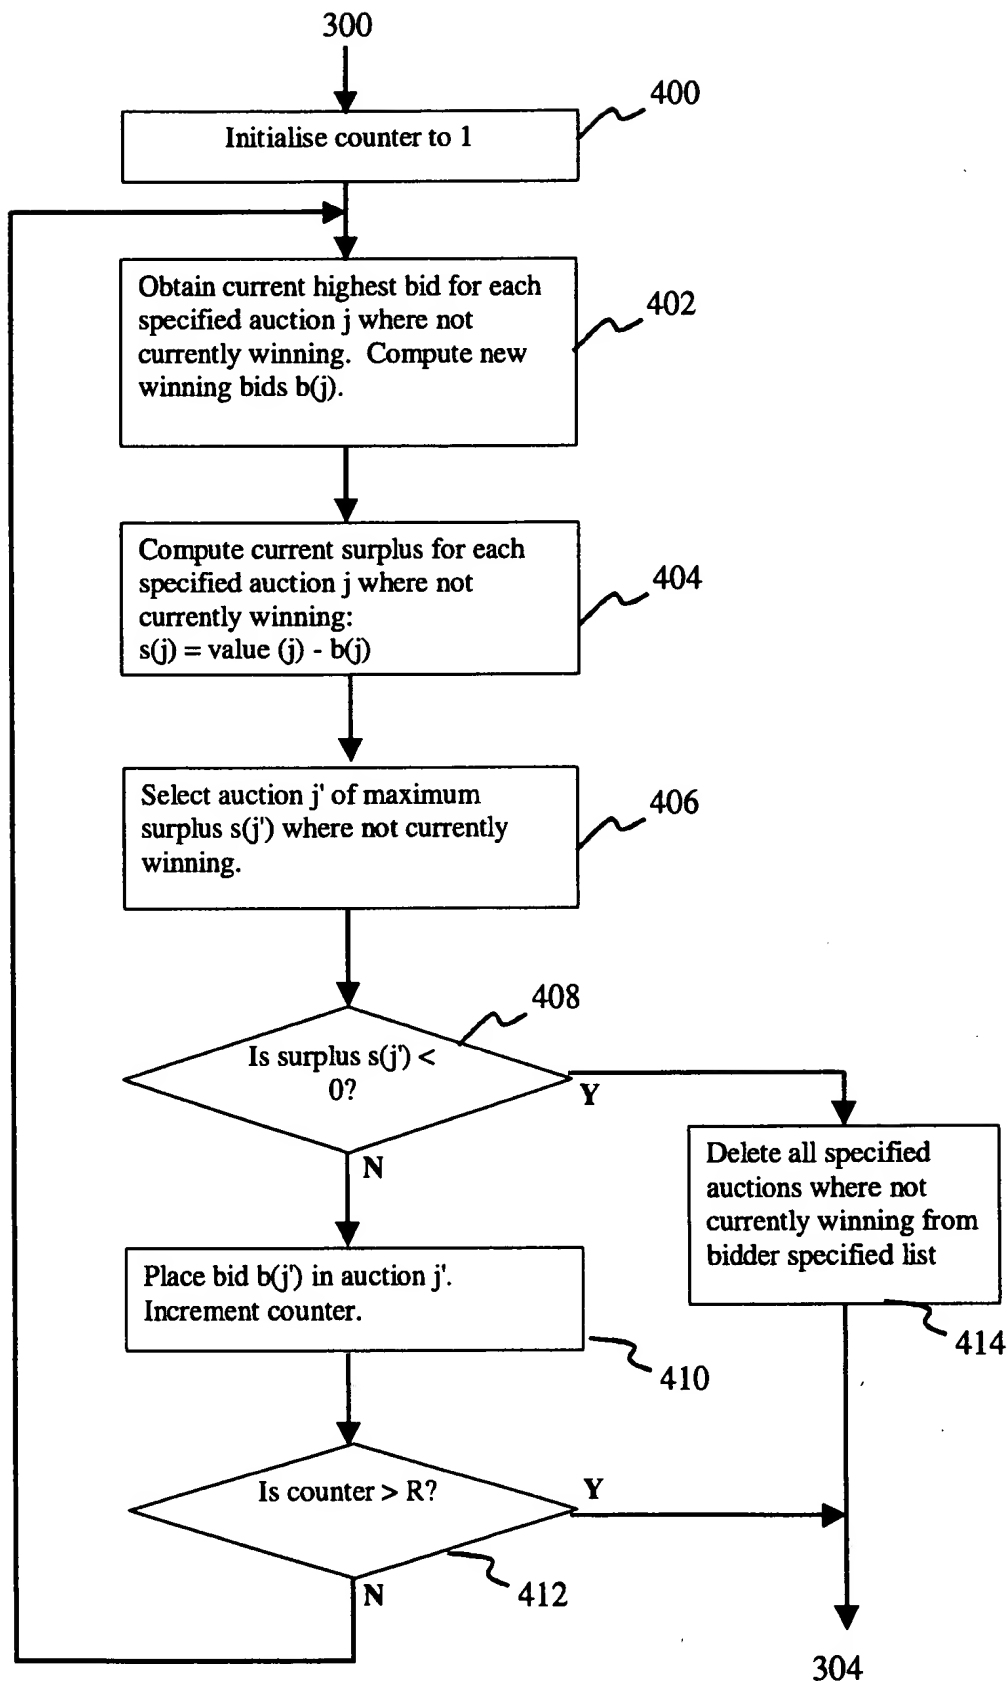 300
400
Initialise counter to 1
Obtain current highest bid for each
specified auction j where not
currently winning. Compute new
winning bids b(j).
402
Compute current surplus for each
specified auction j where not
currently winning:
s(j) = value (j) - b(j)
404
Select auction j' of maximum
surplus s(j') where not currently
winning.
406
408
Is surplus s(j') <
0?
Y
N
Delete all specified
auctions where not
currently winning from
bidder specified list
414
Place bid b(j') in auction j'.
Increment counter.
410
Is counter > R?
Y
N
412
304